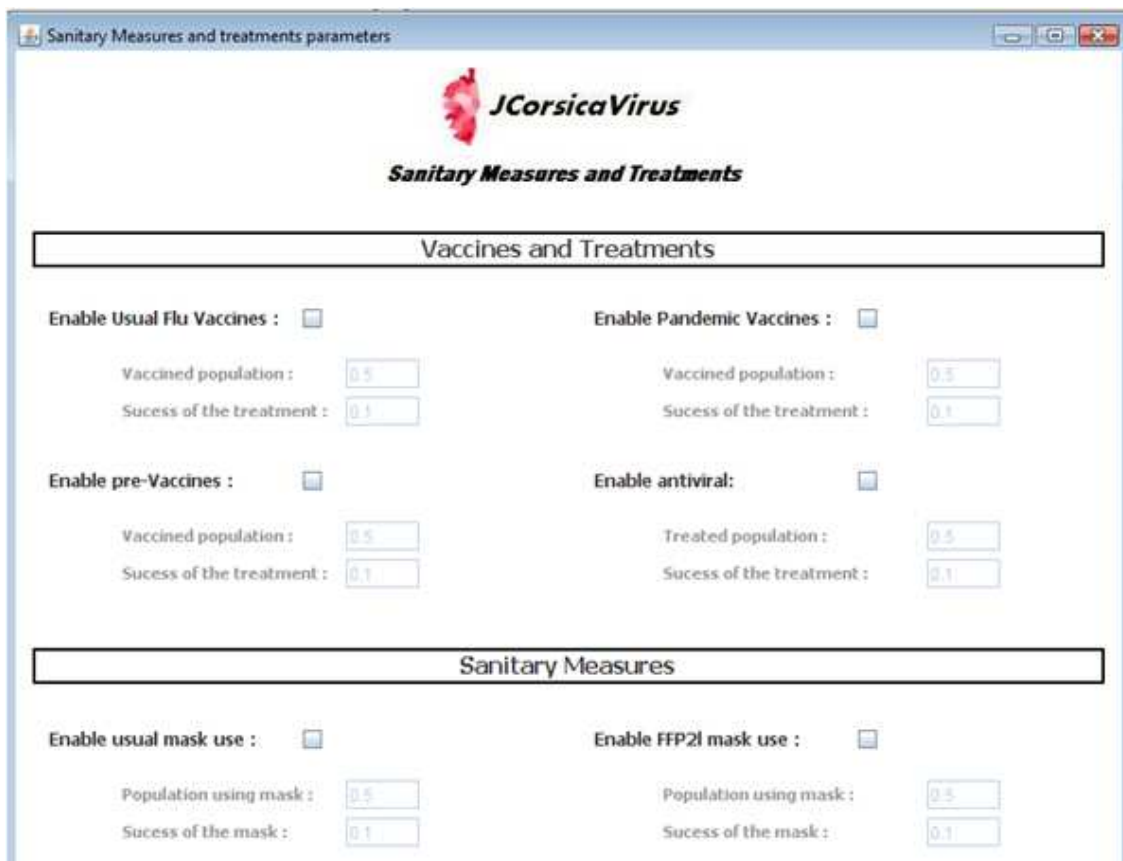 Sanitary Measures and treatments parameters
JCorsicaVirus
Sanitary Measures and Treatments
Vaccines and Treatments
Enable Usual Flu Vaccines : Enable Pandemic Vaccines :
Vaccined population : 0.5 Vaccined population : 0.5
Sucess of the treatment : 0.1 Sucess of the treatment : 0.1
Enable pre-Vaccines : Enable antiviral:
Vaccined population : 0.5 Treated population : 0.5
Sucess of the treatment : 0.1 Sucess of the treatment : 0.1
Sanitary Measures
Enable usual mask use : Enable FFP2l mask use :
Population using mask : 0.5 Population using mask : 0.5
Sucess of the mask : 0.1 Sucess of the mask : 0.1